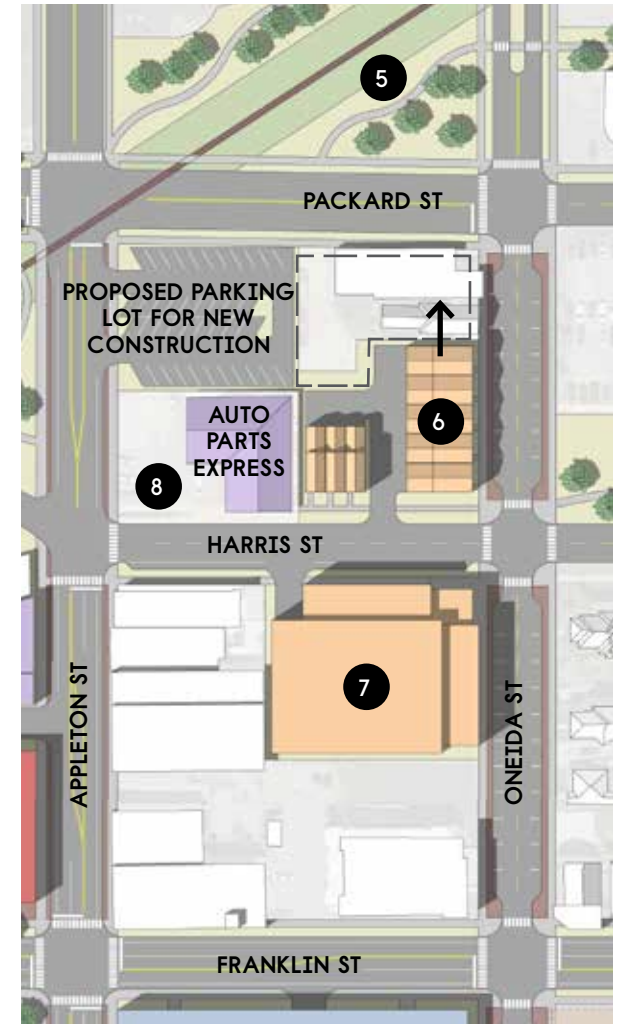 5
PACKARD ST
PROPOSED PARKING
LOT FOR NEW
CONSTRUCTION
AUTO
PARTS
EXPRESS
6
8
HARRIS ST
7
APPLETON ST
ONEIDA ST
FRANKLIN ST